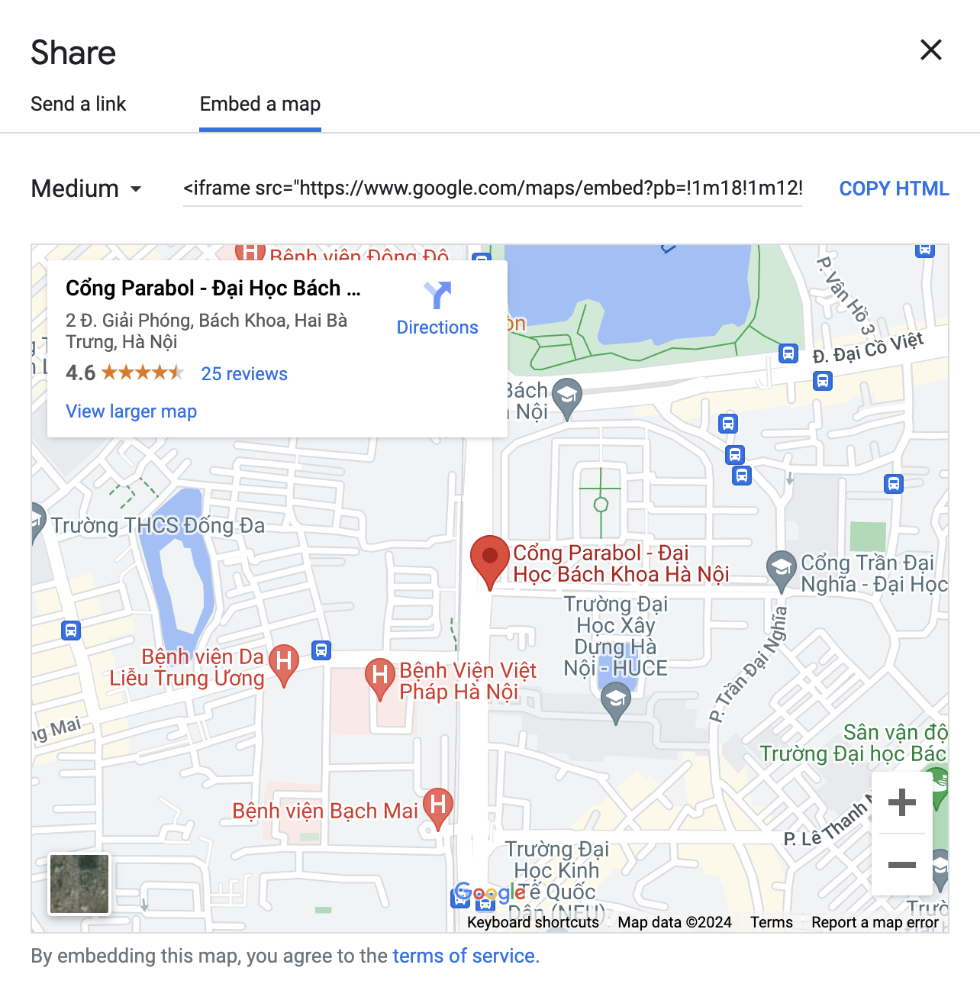 Share
Send a link
Embed a map
Medium
<iframe src="https://www.google.com/maps/embed?pb=!1m18!1m12!
COPY HTML
Bệnh viện Đông Đô
Cổng Parabol - Đại Học Bách ...
2 Đ. Giải Phóng, Bách Khoa, Hai Bà
Trưng, Hà Nội
4.6
25 reviews
Directions
View larger map
P. Vân Hồ 3
Đ. Đại Cồ Việt
Bách
Nội
Trường THCS Đống Đa
Cổng Parabol - Đại
Học Bách Khoa Hà Nội
Cổng Trần Đại
Nghĩa - Đại Học
Trường Đại
Học Xây
Dựng Hà
Nội - HUCE
P. Trần Đại Nghĩa
Bệnh viện Da
Liễu Trung Ương
Bệnh Viện Việt
Pháp Hà Nội
ng Mai
Sân vận độ
Trường Đại học Bác
Bệnh viện Bạch Mai
P. Lê Thanh N
Trường Đại
Học Kinh
Tế Quốc
Dân (NEU)
Google
Trườ
Keyboard shortcuts
Map data ©2024
Terms
Report a map error
By embedding this map, you agree to the terms of service.